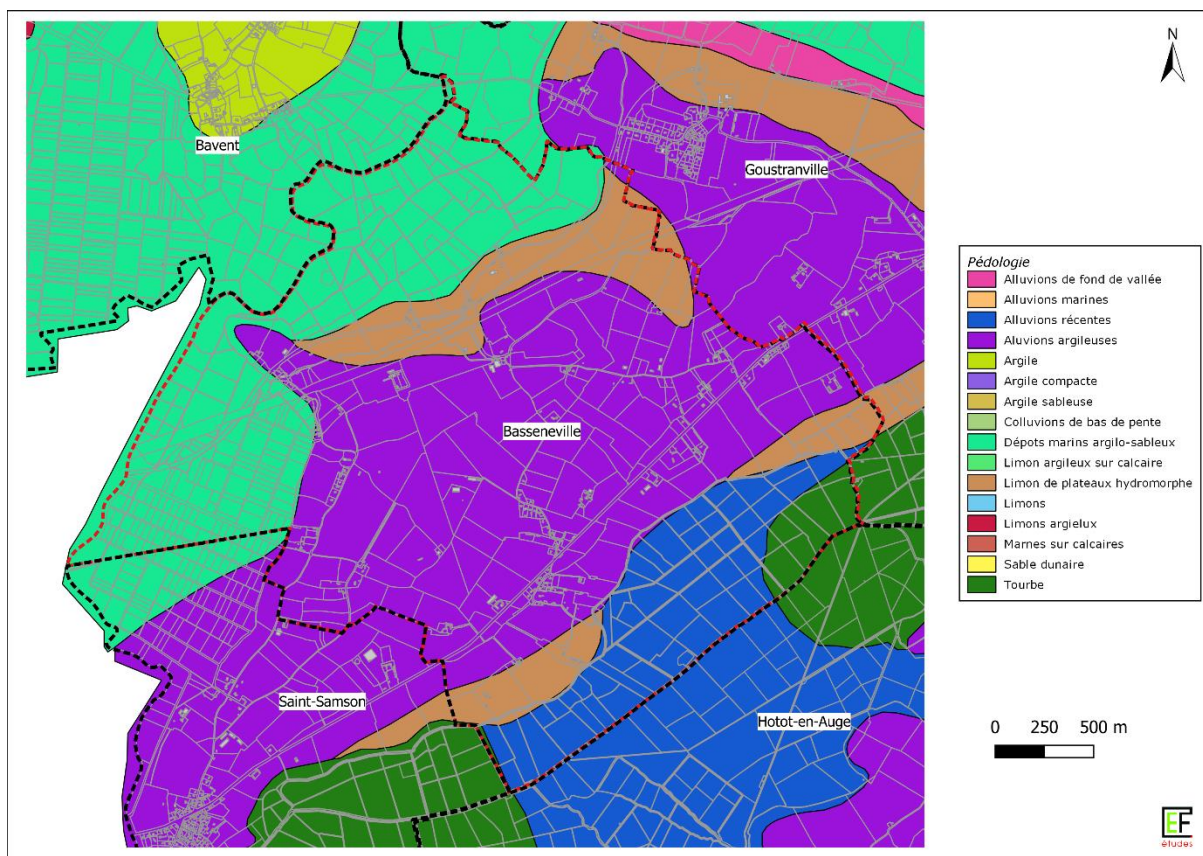 N
Bavent
Goustranville
Basseneville
Saint-Samson
Hotot-en-Auge
Pédologie
Alluvions de fond de vallée
Alluvions marines
Alluvions récentes
Aluvions argileuses
Argile
Argile compacte
Argile sableuse
Colluvions de bas de pente
Dépots marins argilo-sableux
Limon argileux sur calcaire
Limon de plateaux hydromorphe
Limons
Limons argielux
Marnes sur calcaires
Sable dunaire
Tourbe
0 250 500 m
EF
études